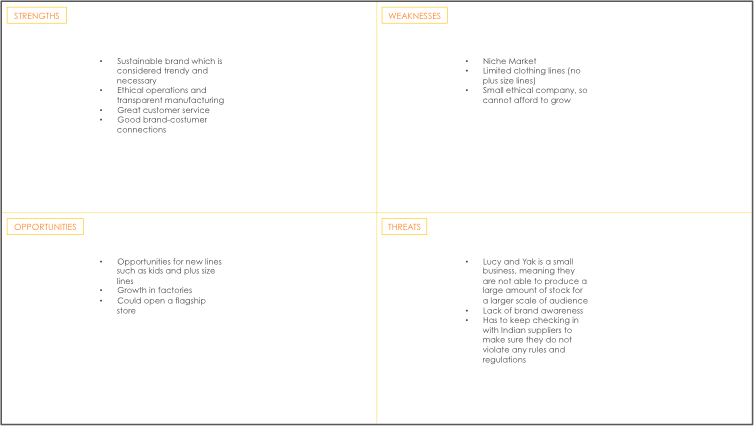 STRENGTHS
• Sustainable brand which is
considered trendy and
necessary
• Ethical operations and
transparent manufacturing
• Great customer service
• Good brand-costumer
connections
WEAKNESSES
• Niche Market
• Limited clothing lines (no
plus size lines)
• Small ethical company, so
cannot afford to grow
OPPORTUNITIES
• Opportunities for new lines
such as kids and plus size
lines
• Growth in factories
• Could open a flagship
store
THREATS
• Lucy and Yak is a small
business, meaning they
are not able to produce a
large amount of stock for
a larger scale of audience
• Lack of brand awareness
• Has to keep checking in
with Indian suppliers to
make sure they do not
violate any rules and
regulations